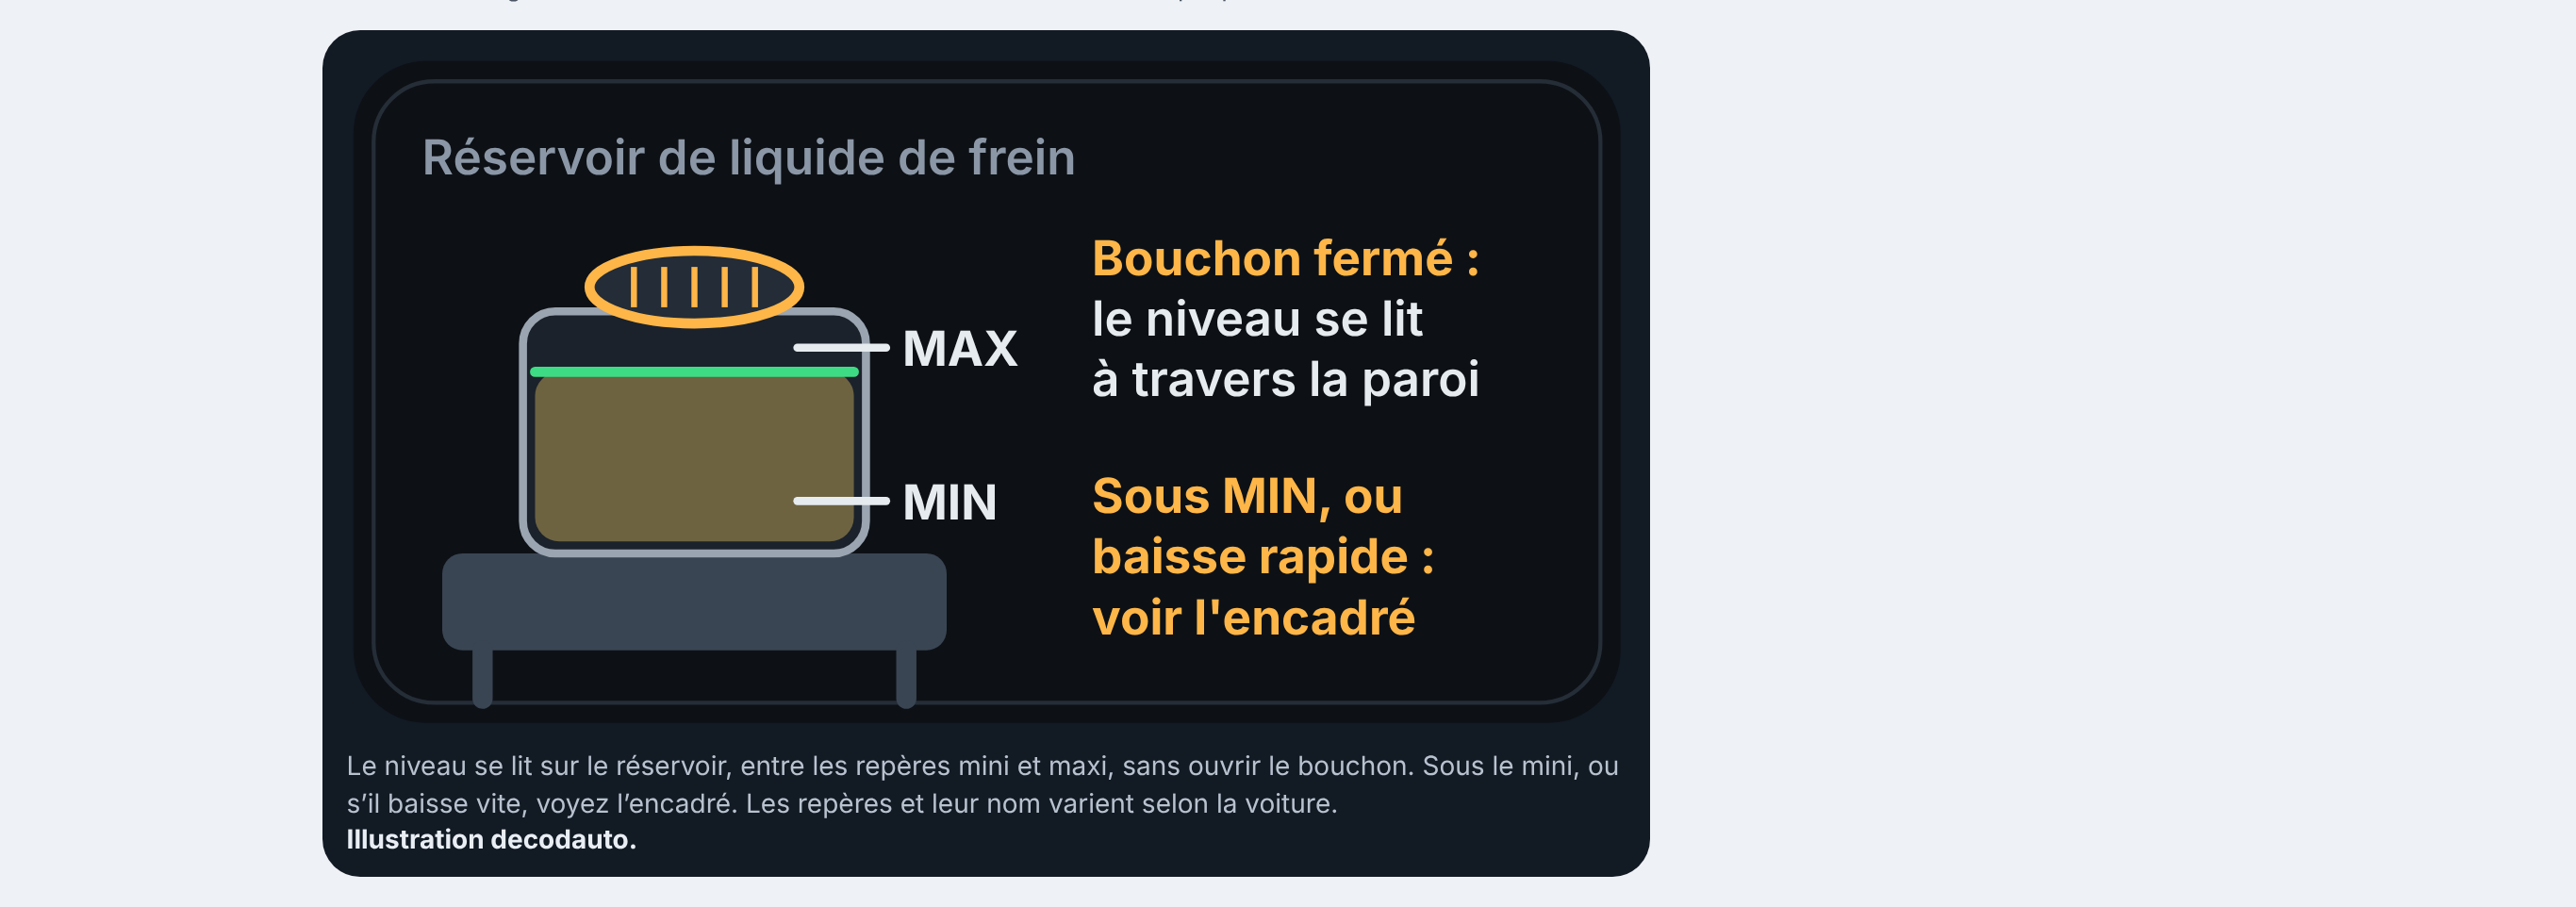 Réservoir de liquide de frein
MAX
MIN
Bouchon fermé :
le niveau se lit
à travers la paroi
Sous MIN, ou
baisse rapide :
voir l'encadré
Le niveau se lit sur le réservoir, entre les repères mini et maxi, sans ouvrir le bouchon. Sous le mini, ou
s’il baisse vite, voyez l’encadré. Les repères et leur nom varient selon la voiture.
Illustration decodauto.